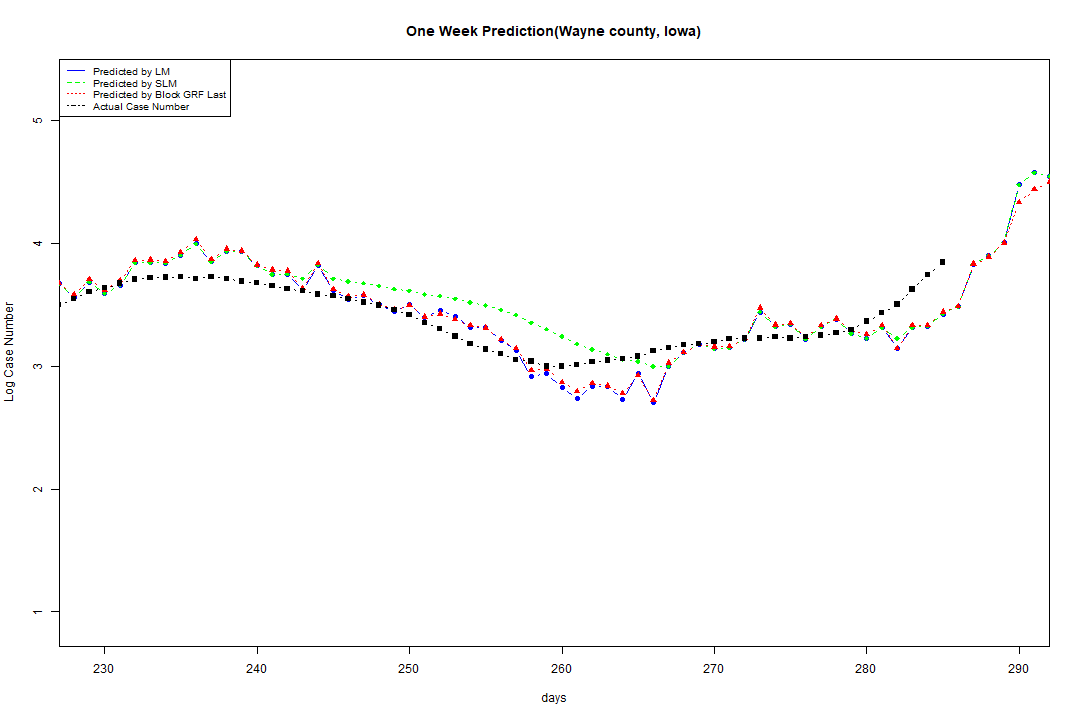 One Week Prediction(Wayne county, Iowa)
Predicted by LM
Predicted by SLM
Predicted by Block GRF Last
Actual Case Number
5
4
3
2
1
Log Case Number
230 240 250 260 270 280 290
days